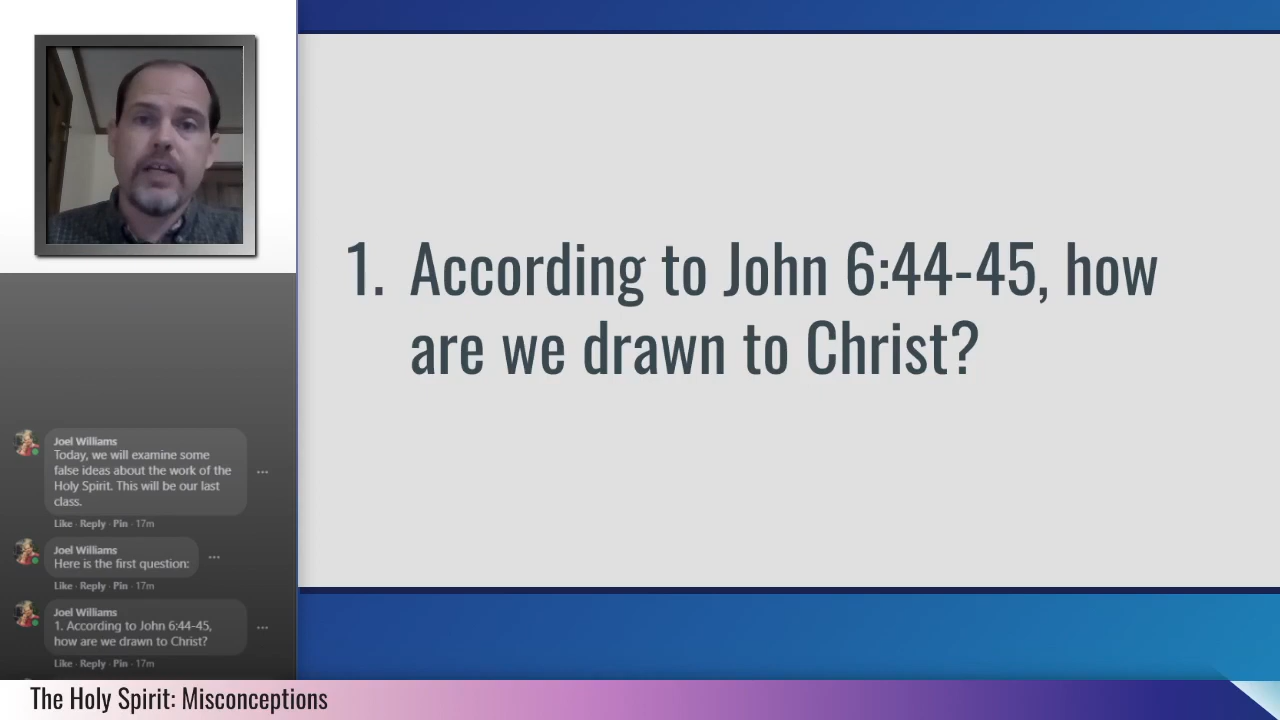 1. According to John 6:44-45, how
are we drawn to Christ?
Joel Williams
Today, we will examine some
false ideas about the work of the
Holy Spirit. This will be our last
class.
...
Like · Reply · Pin · 17m
Joel Williams
Here is the first question:
...
Like · Reply · Pin · 17m
Joel Williams
1. According to John 6:44-45,
how are we drawn to Christ?
...
Like · Reply · Pin · 17m
The Holy Spirit: Misconceptions